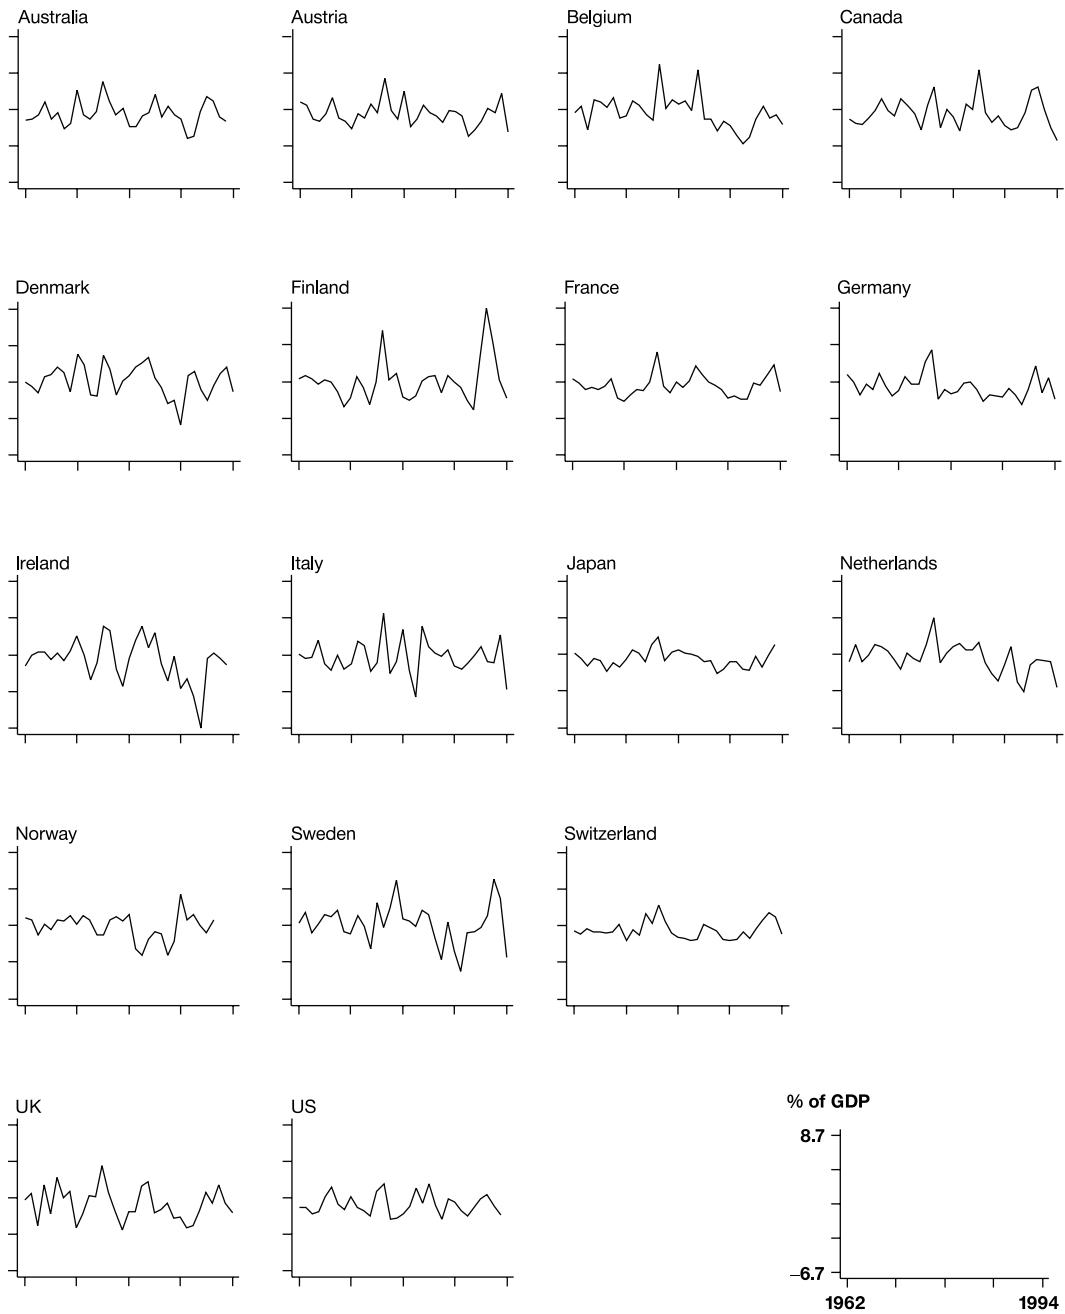 Australia
Austria
Belgium
Canada
Denmark
Finland
France
Germany
Ireland
Italy
Japan
Netherlands
Norway
Sweden
Switzerland
UK
US
% of GDP
8.7
–6.7
1962
1994